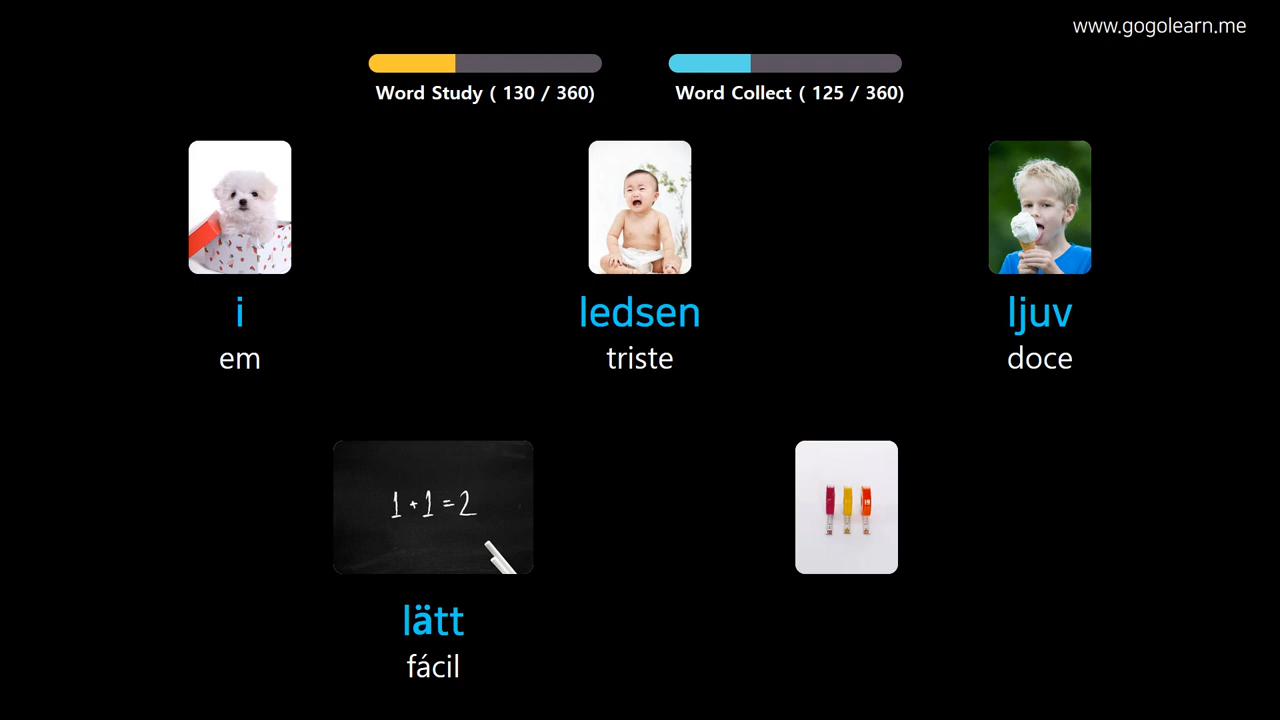 www.gogolearn.me
Word Study ( 130 / 360)
Word Collect ( 125 / 360)
i
em
ledsen
triste
ljuv
doce
1 + 1 = 2
lätt
fácil